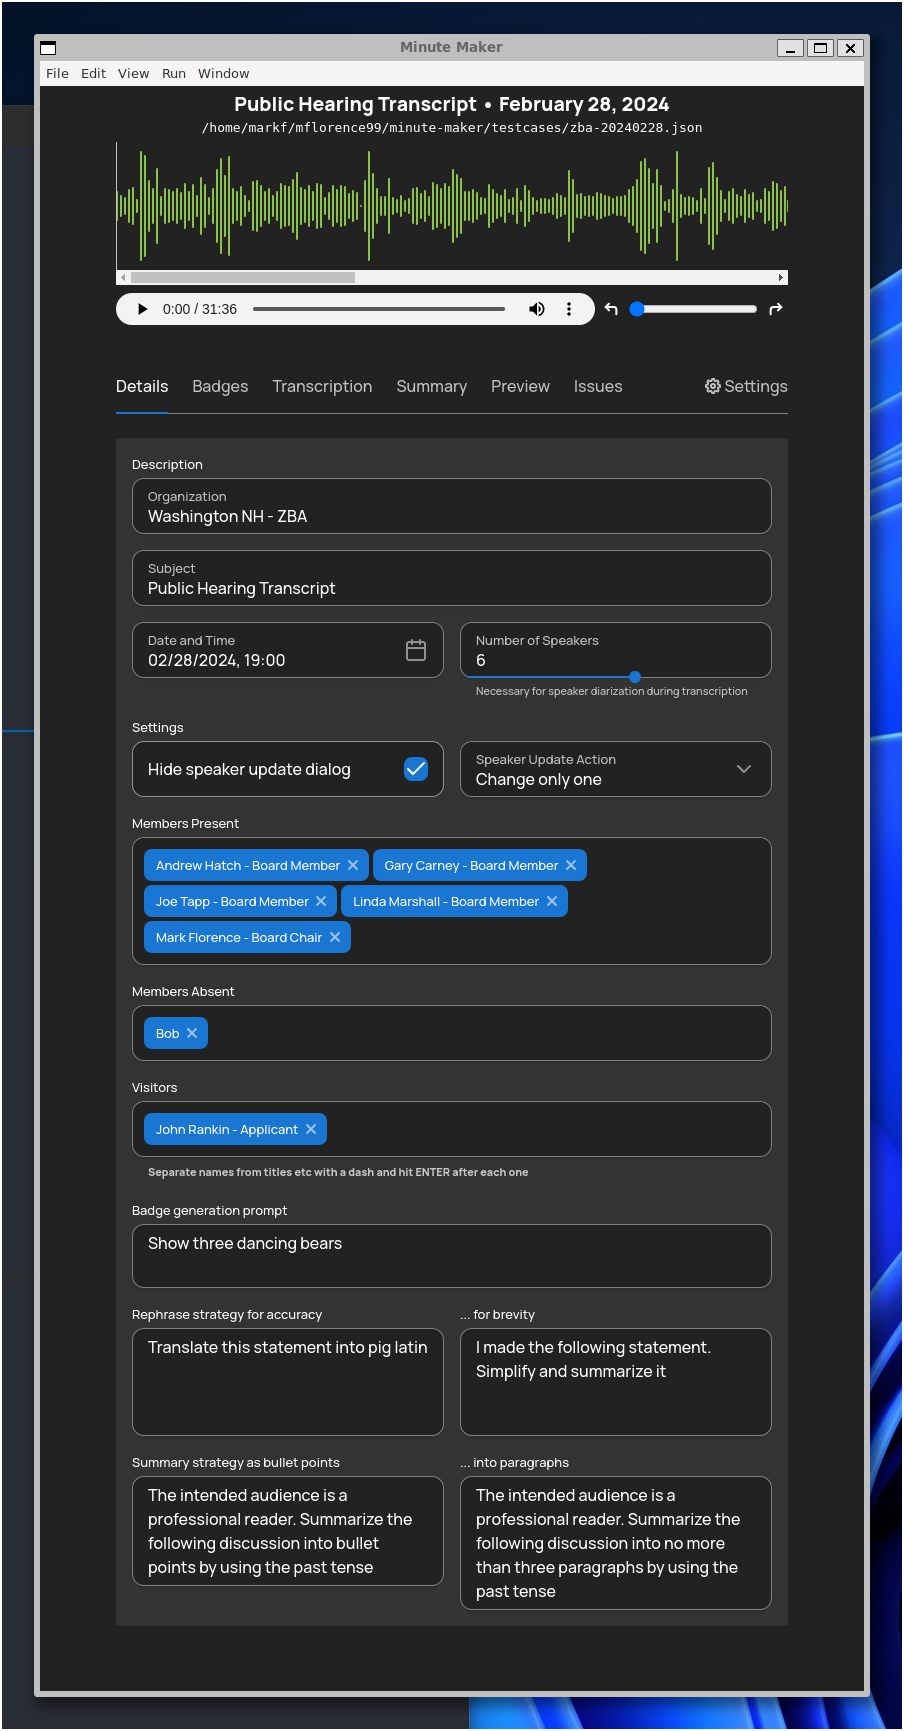 Minute Maker
File Edit View Run Window
Public Hearing Transcript • February 28, 2024
/home/markf/mflorence99/minute-maker/testcases/zba-20240228.json
0:00 / 31:36
Details Badges Transcription Summary Preview Issues Settings
Description
Organization
Washington NH - ZBA
Subject
Public Hearing Transcript
Date and Time
02/28/2024, 19:00
Number of Speakers
6
Necessary for speaker diarization during transcription
Settings
Hide speaker update dialog
Speaker Update Action
Change only one
Members Present
Andrew Hatch - Board Member Gary Carney - Board Member
Joe Tapp - Board Member Linda Marshall - Board Member
Mark Florence - Board Chair
Members Absent
Bob
Visitors
John Rankin - Applicant
Separate names from titles etc with a dash and hit ENTER after each one
Badge generation prompt
Show three dancing bears
Rephrase strategy for accuracy
Translate this statement into pig latin
... for brevity
I made the following statement.
Simplify and summarize it
Summary strategy as bullet points
The intended audience is a
professional reader. Summarize the
following discussion into bullet
points by using the past tense
... into paragraphs
The intended audience is a
professional reader. Summarize the
following discussion into no more
than three paragraphs by using the
past tense